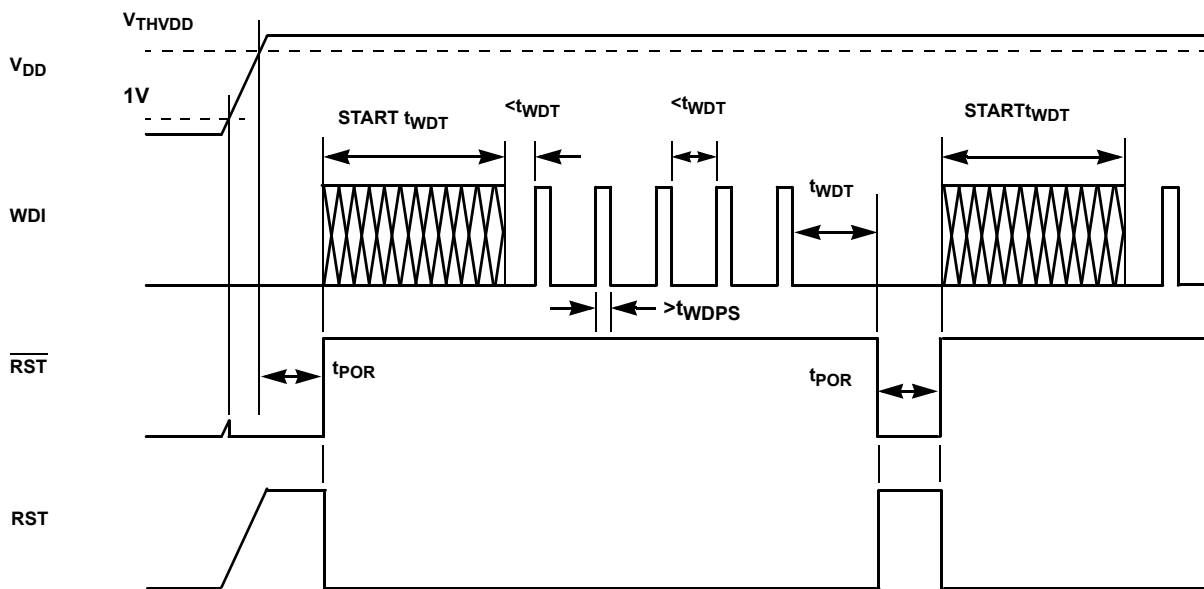 VTHVDD
VDD
1V
START tWDT
<tWDT
<tWDT
STARTtWDT
tWDT
WDI
>tWDPS
RST
tPOR
tPOR
RST